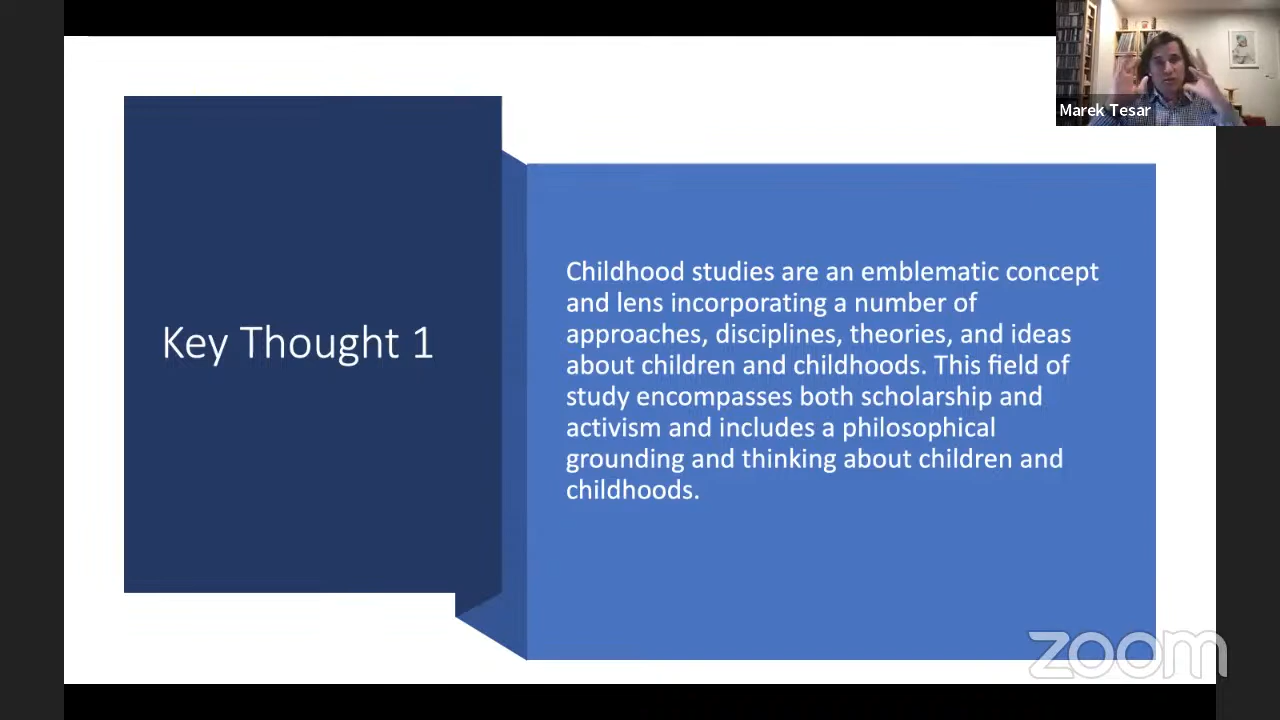 Marek Tesar
Key Thought 1
Childhood studies are an emblematic concept
and lens incorporating a number of
approaches, disciplines, theories, and ideas
about children and childhoods. This field of
study encompasses both scholarship and
activism and includes a philosophical
grounding and thinking about children and
childhoods.
zoom